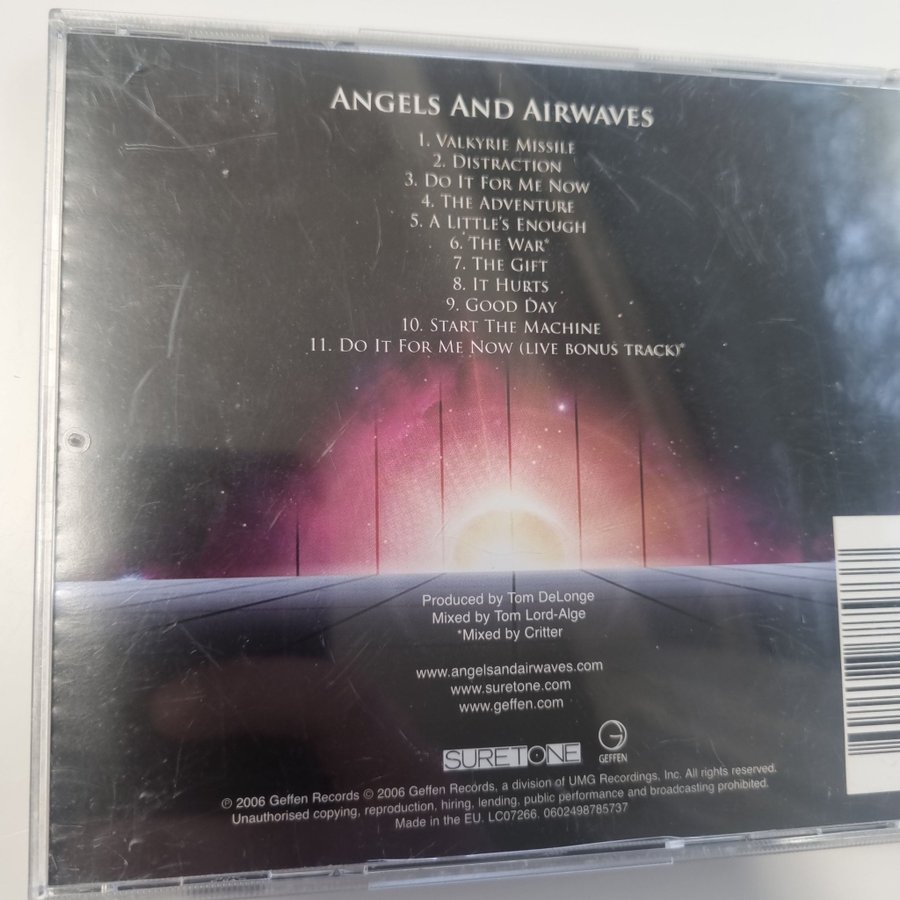 ANGELS AND AIRWAVES
1. VALKYRIE MISSILE
2. DISTRACTION
3. DO IT FOR ME NOW
4. THE ADVENTURE
5. A LITTLE'S ENOUGH
6. THE WAR*
7. THE GIFT
8. IT HURTS
9. GOOD DAY
10. START THE MACHINE
11. DO IT FOR ME NOW (LIVE BONUS TRACK)*
Produced by Tom DeLonge
Mixed by Tom Lord-Alge
*Mixed by Critter
www.angelsandairwaves.com
www.suretone.com
www.geffen.com
SURETONE
GEFFEN
℗ 2006 Geffen Records © 2006 Geffen Records, a division of UMG Recordings, Inc. All rights reserved.
Unauthorised copying, reproduction, hiring, lending, public performance and broadcasting prohibited.
Made in the EU. LC07266. 0602498785737